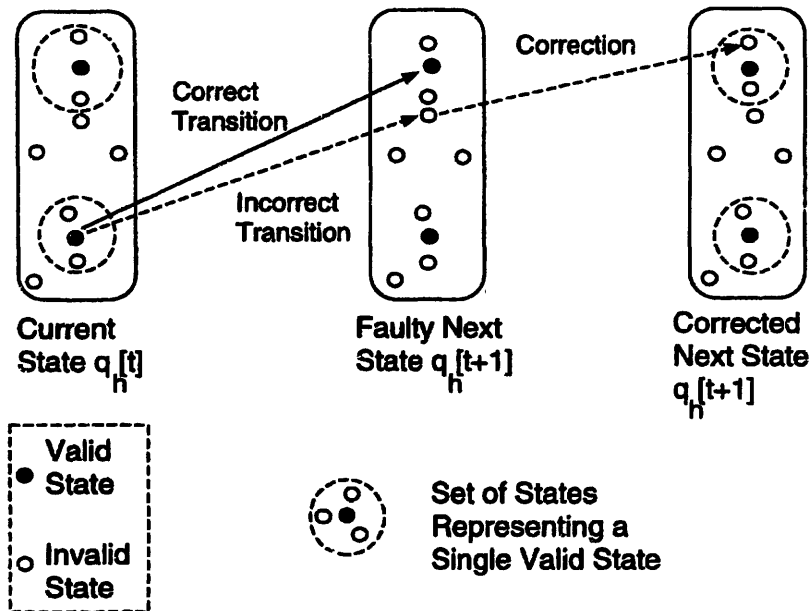 Correction
Correct
Transition
Incorrect
Transition
Current
State q_h[t]
Faulty Next
State q_h[t+1]
Corrected
Next State
q_h[t+1]
Valid
State
Invalid
State
Set of States
Representing a
Single Valid State